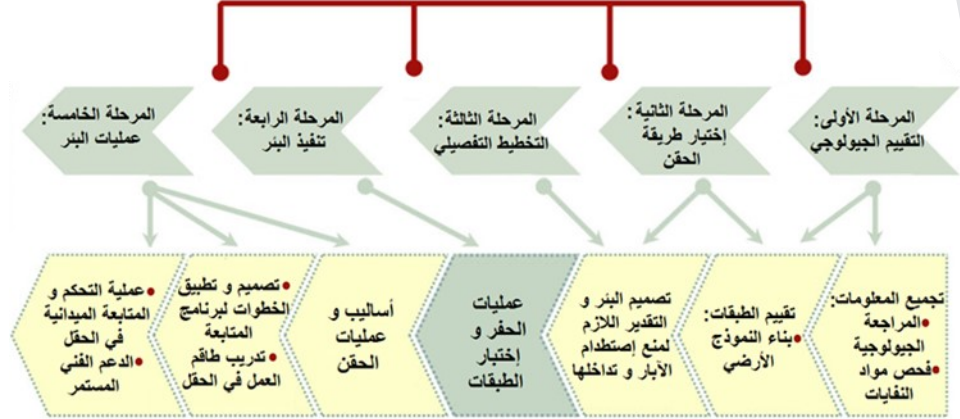 المرحلة الأولى:
التقييم الجيولوجي
المرحلة الثانية:
إختيار طريقة
الحقن
المرحلة الثالثة:
التخطيط التفصيلي
المرحلة الرابعة:
تنفيذ البئر
المرحلة الخامسة:
عمليات البئر
تجميع المعلومات:
•المراجعة
الجيولوجية
•فحص مواد
النفايات
تقييم الطبقات:
•بناء النموذج
الأرضي
تصميم البئر و
التقدير اللازم
لمنع إصتطدام
الآبار و تداخلها
عمليات
الحفر و
إختبار
الطبقات
أساليب و
عمليات
الحقن
•تصميم و تطبيق
الخطوات لبرنامج
المتابعة
•تدريب طاقم
العمل في الحقل
•عملية التحكم و
المتابعة الميدانية
في الحقل
•الدعم الفني
المستمر